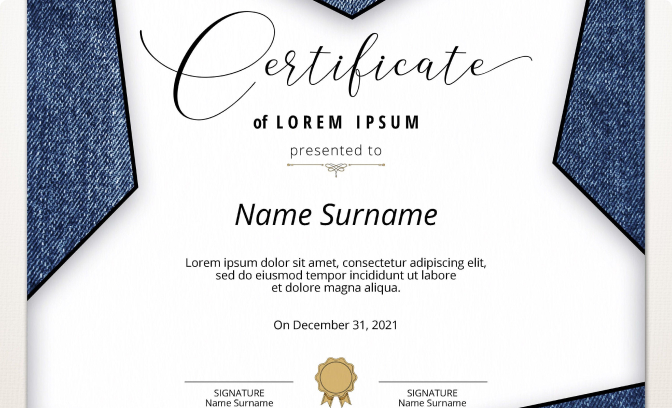 Certificate
of LOREM IPSUM
presented to
Name Surname
Lorem ipsum dolor sit amet, consectetur adipiscing elit,
sed do eiusmod tempor incididunt ut labore
et dolore magna aliqua.
On December 31, 2021
SIGNATURE
Name Surname
SIGNATURE
Name Surname